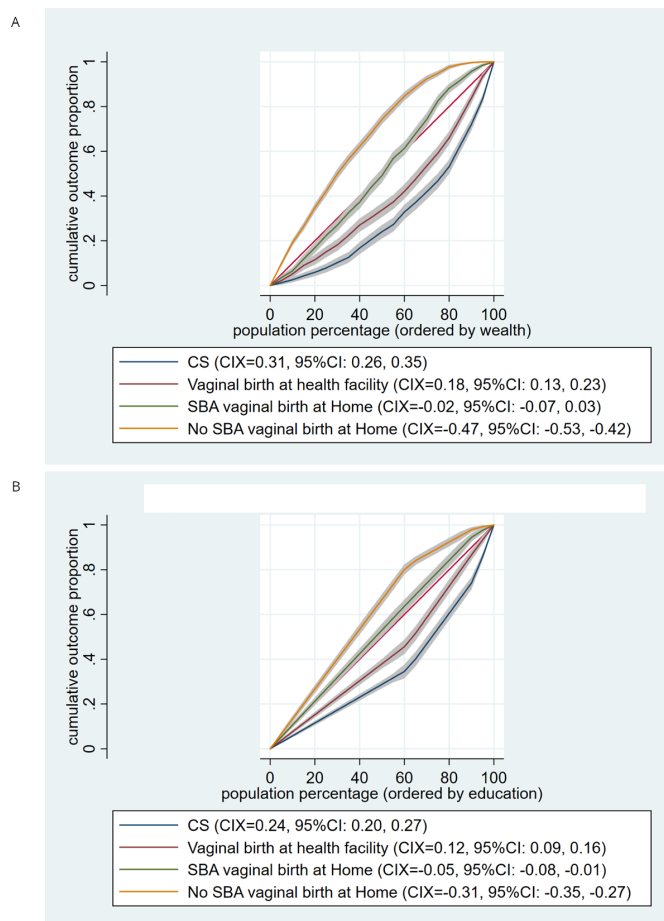 A
cumulative outcome proportion
1
.8
.6
.4
.2
0
0 20 40 60 80 100
population percentage (ordered by wealth)
CS (CIX=0.31, 95%CI: 0.26, 0.35)
Vaginal birth at health facility (CIX=0.18, 95%CI: 0.13, 0.23)
SBA vaginal birth at Home (CIX=-0.02, 95%CI: -0.07, 0.03)
No SBA vaginal birth at Home (CIX=-0.47, 95%CI: -0.53, -0.42)
B
cumulative outcome proportion
1
.8
.6
.4
.2
0
0 20 40 60 80 100
population percentage (ordered by education)
CS (CIX=0.24, 95%CI: 0.20, 0.27)
Vaginal birth at health facility (CIX=0.12, 95%CI: 0.09, 0.16)
SBA vaginal birth at Home (CIX=-0.05, 95%CI: -0.08, -0.01)
No SBA vaginal birth at Home (CIX=-0.31, 95%CI: -0.35, -0.27)